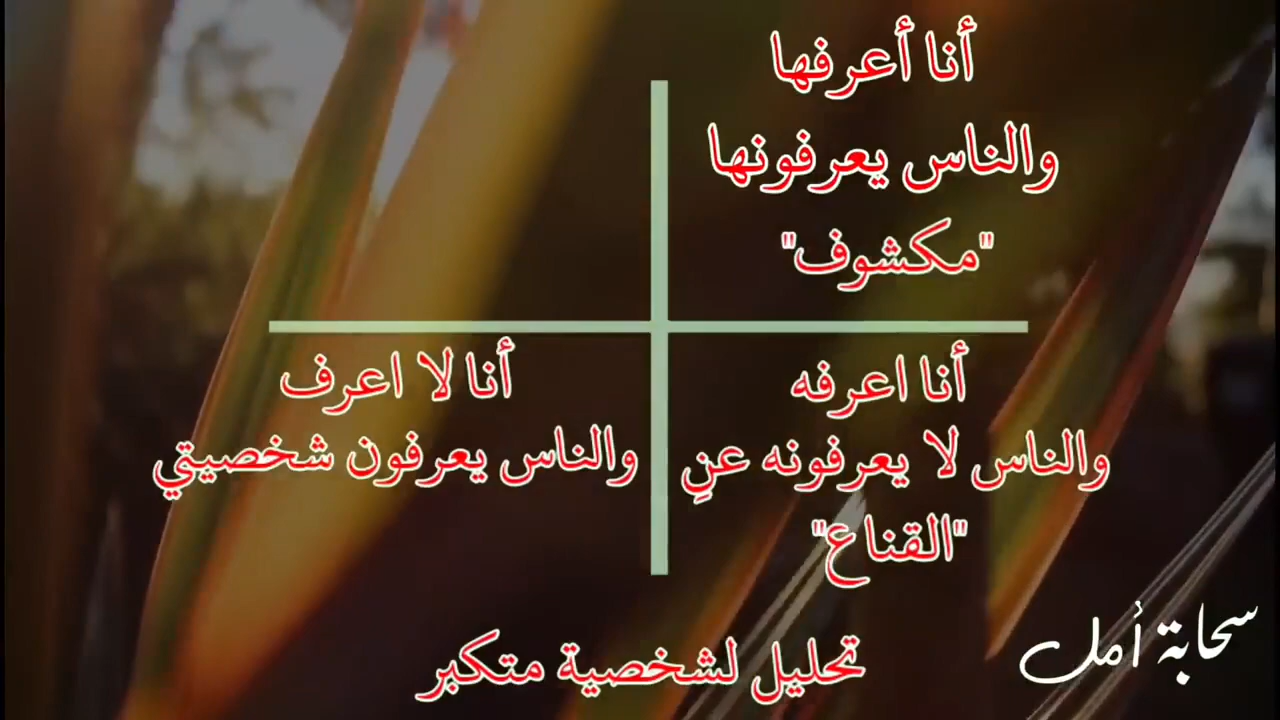 أنا أعرفها
والناس يعرفونها
"مكشوف"
أنا اعرفه
والناس لا يعرفونه عنِ
"القناع"
أنا لا اعرف
والناس يعرفون شخصيتي
تحليل لشخصية متكبر
سحابة أمل